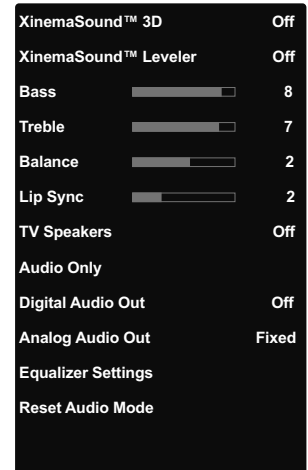 XinemaSound™ 3D Off
XinemaSound™ Leveler Off
Bass 8
Treble 7
Balance 2
Lip Sync 2
TV Speakers Off
Audio Only
Digital Audio Out Off
Analog Audio Out Fixed
Equalizer Settings
Reset Audio Mode